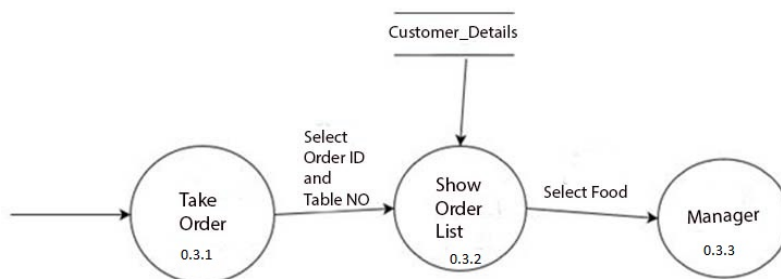 Customer_Details
Select
Order ID
and
Table NO
Take
Order
0.3.1
Show
Order
List
0.3.2
Select Food
Manager
0.3.3